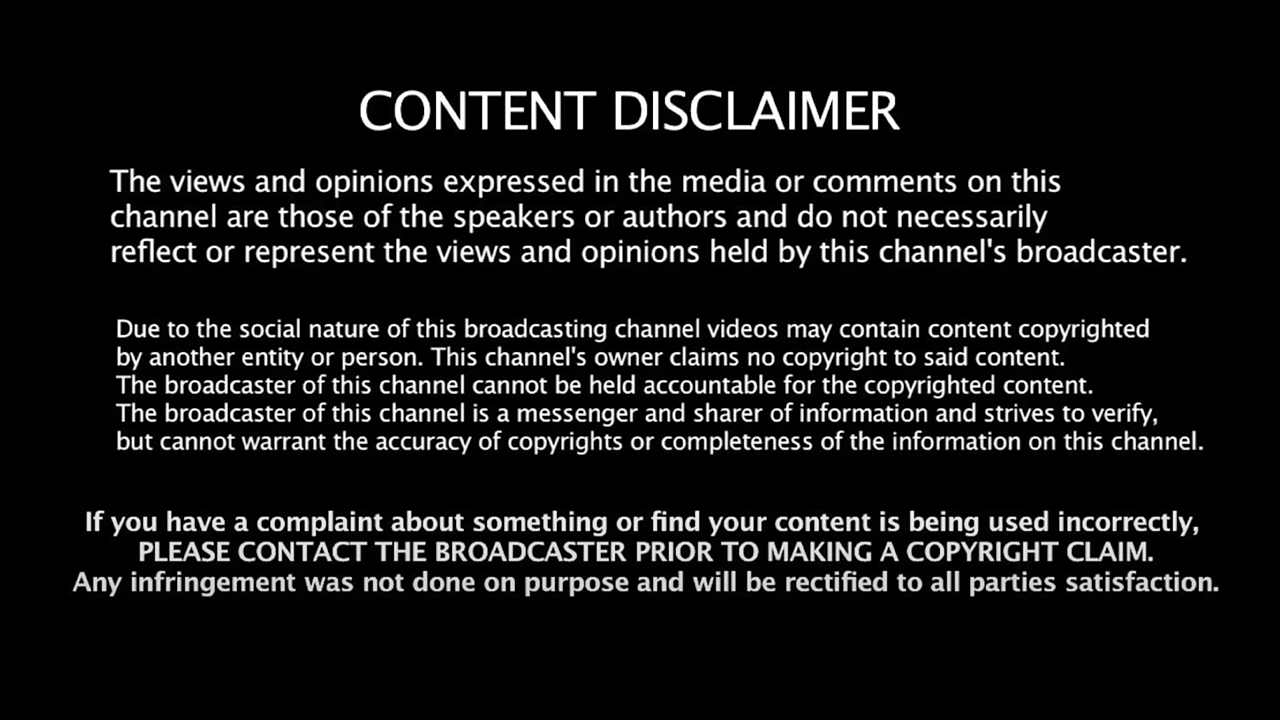 CONTENT DISCLAIMER
The views and opinions expressed in the media or comments on this
channel are those of the speakers or authors and do not necessarily
reflect or represent the views and opinions held by this channel's broadcaster.
Due to the social nature of this broadcasting channel videos may contain content copyrighted
by another entity or person. This channel's owner claims no copyright to said content.
The broadcaster of this channel cannot be held accountable for the copyrighted content.
The broadcaster of this channel is a messenger and sharer of information and strives to verify,
but cannot warrant the accuracy of copyrights or completeness of the information on this channel.
If you have a complaint about something or find your content is being used incorrectly,
PLEASE CONTACT THE BROADCASTER PRIOR TO MAKING A COPYRIGHT CLAIM.
Any infringement was not done on purpose and will be rectified to all parties satisfaction.